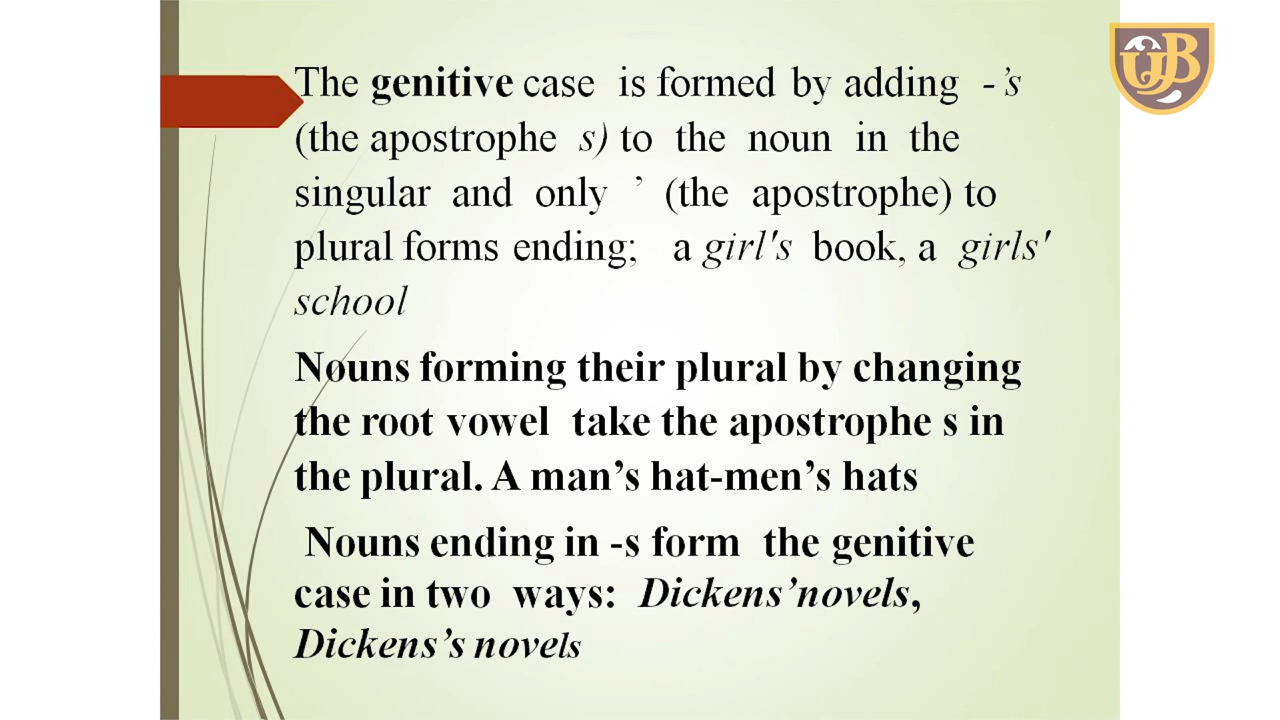 The genitive case is formed by adding -’s
(the apostrophe s) to the noun in the
singular and only ’ (the apostrophe) to
plural forms ending; a girl's book, a girls'
school
Nouns forming their plural by changing
the root vowel take the apostrophe s in
the plural. A man’s hat-men’s hats
Nouns ending in -s form the genitive
case in two ways: Dickens’novels,
Dickens’s novels